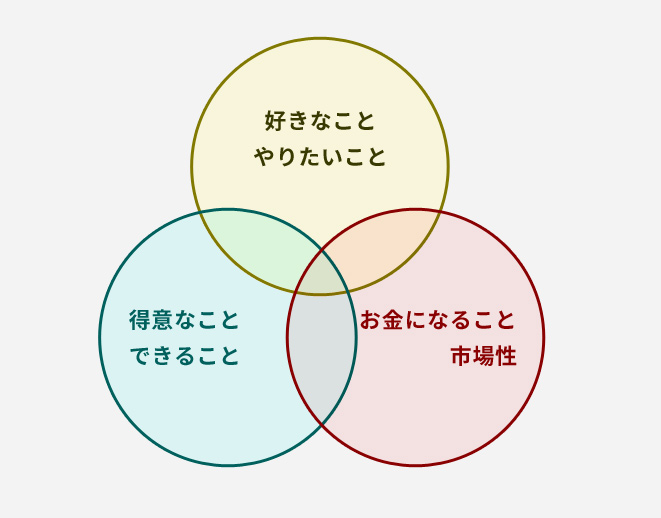 好きなこと
やりたいこと
得意なこと
できること
お金になること
市場性